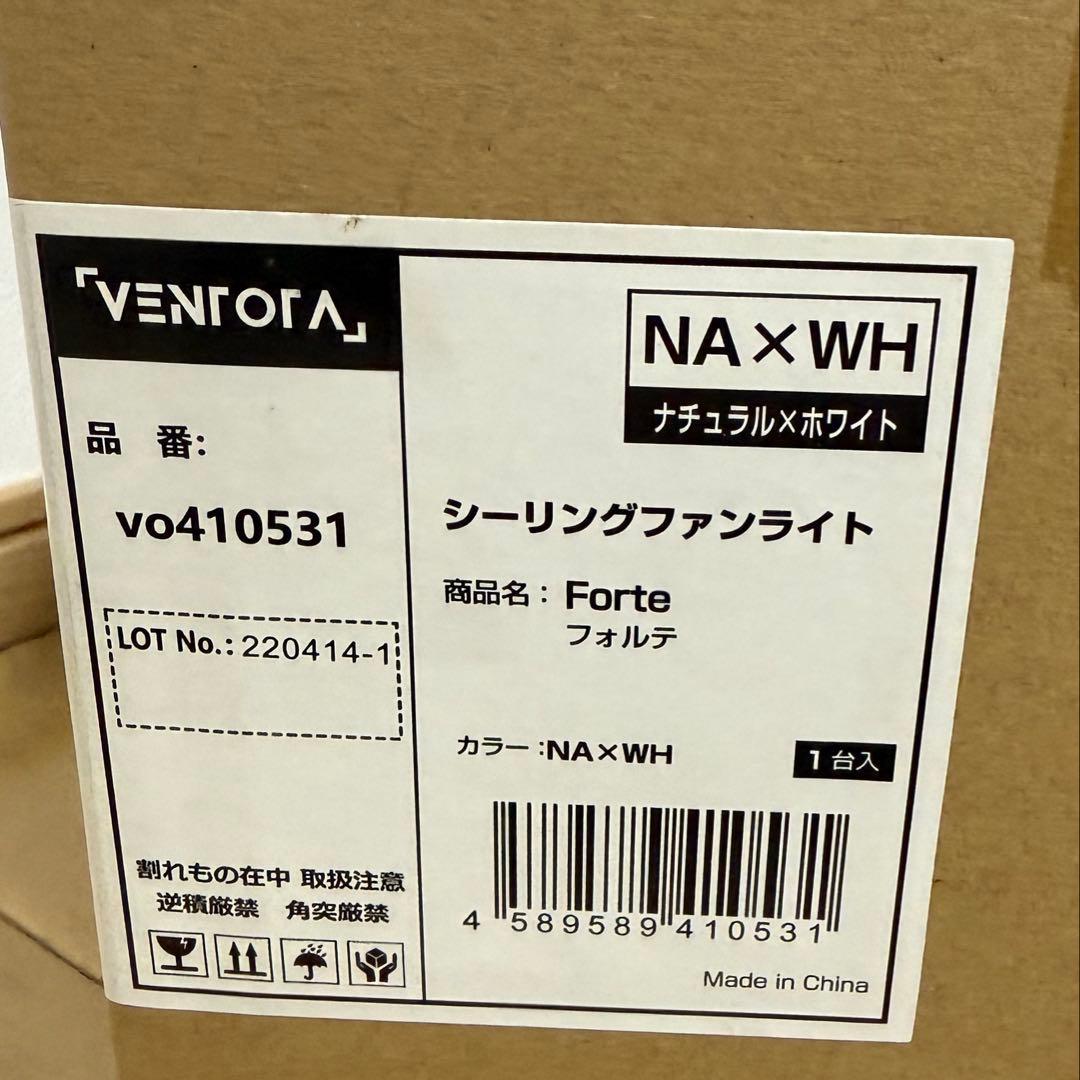 「VENTOTA」
品 番:
vo410531
LOT No.: 220414-1
割れもの在中 取扱注意
逆積厳禁 角突厳禁
NA×WH
ナチュラル×ホワイト
シーリングファンライト
商品名： Forte
フォルテ
カラー：NA×WH
1台入
4 589589 410531
Made in China